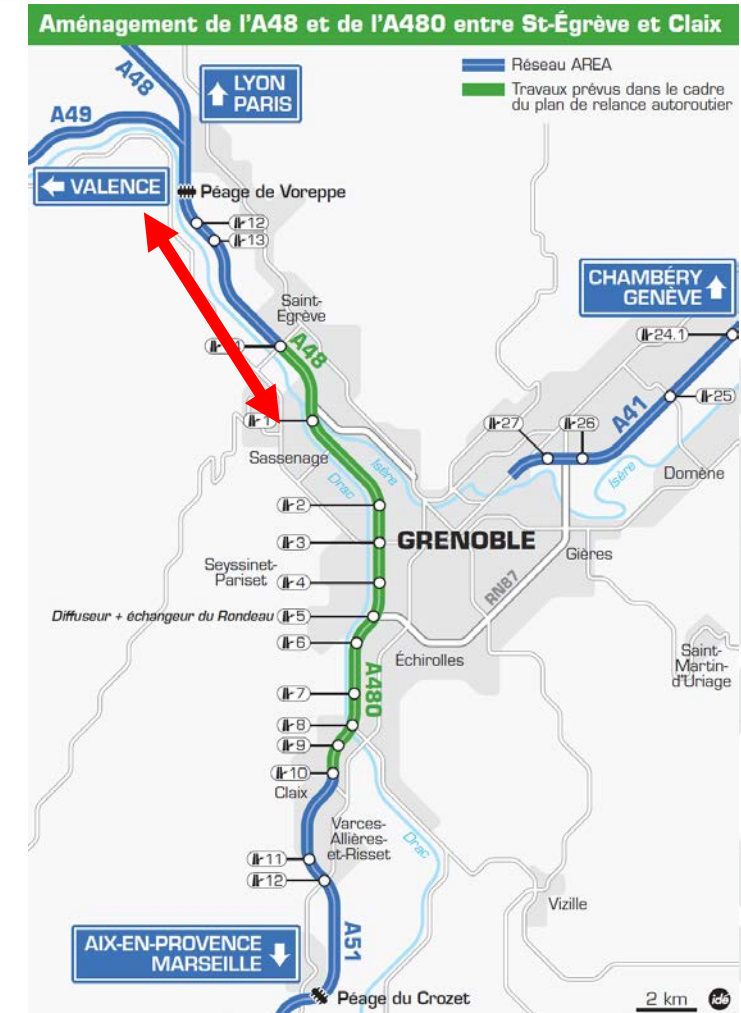 Aménagement de l'A48 et de l'A480 entre St-Égrève et Claix
Réseau AREA
Travaux prévus dans le cadre
du plan de relance autoroutier
A48
LYON
PARIS
A49
VALENCE
Péage de Voreppe
12
13
CHAMBÉRY
GENÈVE
Saint-
Egrève
A48
24.1
1
25
A41
27
26
Sassenage
Isère
Drac
Isère
Domène
2
3
GRENOBLE
Gières
Seyssinet-
Pariset
4
RN87
Diffuseur + échangeur du Rondeau
5
6
Échirolles
Saint-
Martin-
d'Uriage
A480
7
8
9
10
Claix
Varces-
Allières-
et-Risset
Drac
11
12
Vizille
A51
AIX-EN-PROVENCE
MARSEILLE
Péage du Crozet
2 km
idé